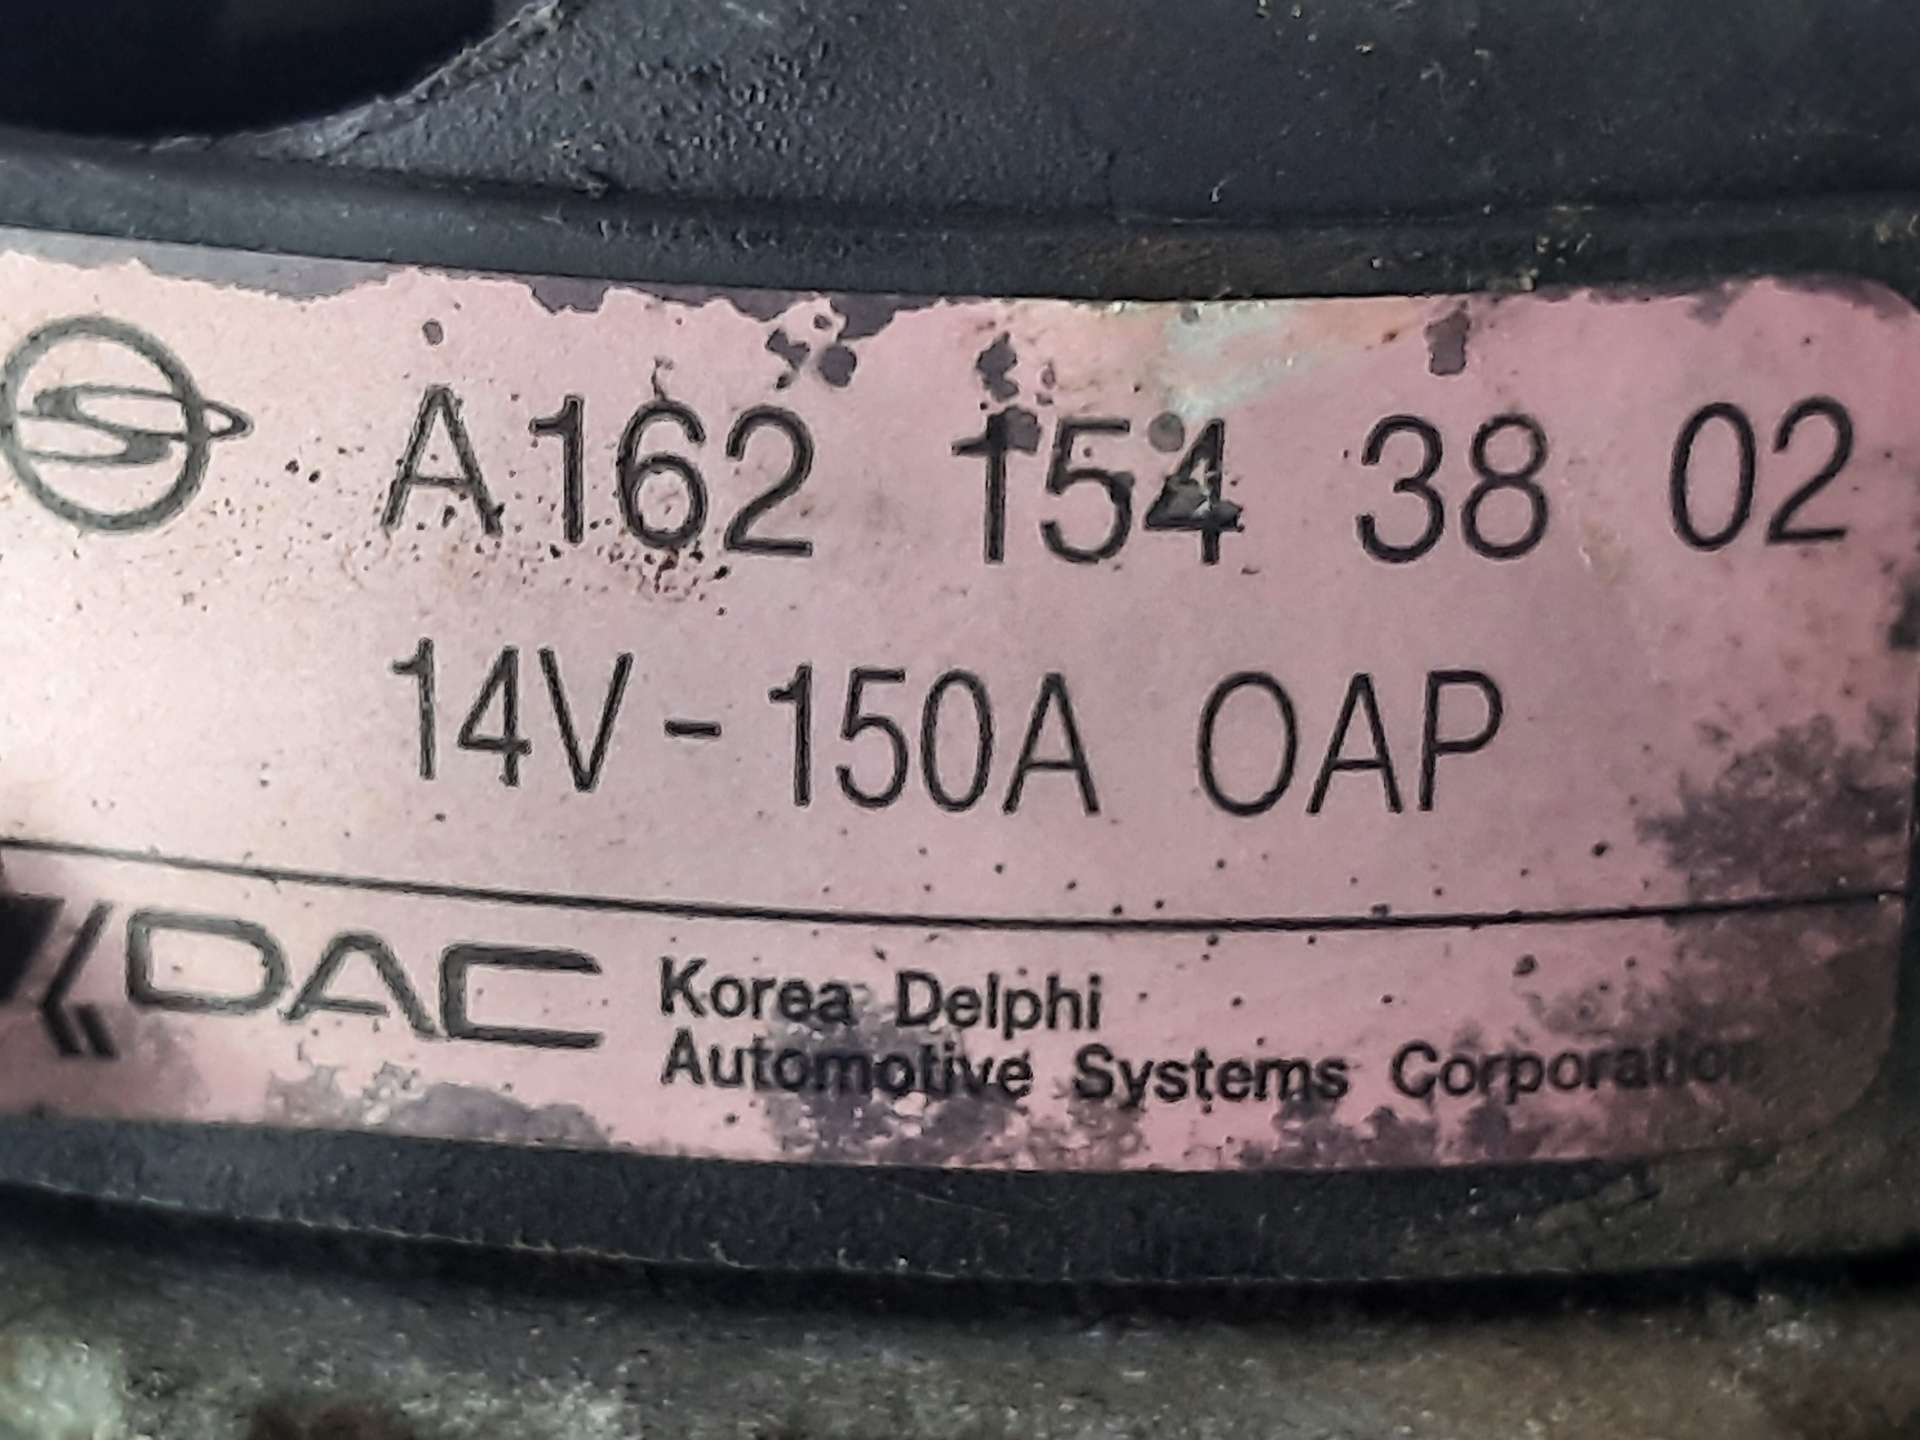 A162 154 38 02
14V-150A OAP
DAC Korea Delphi
Automotive Systems Corporation